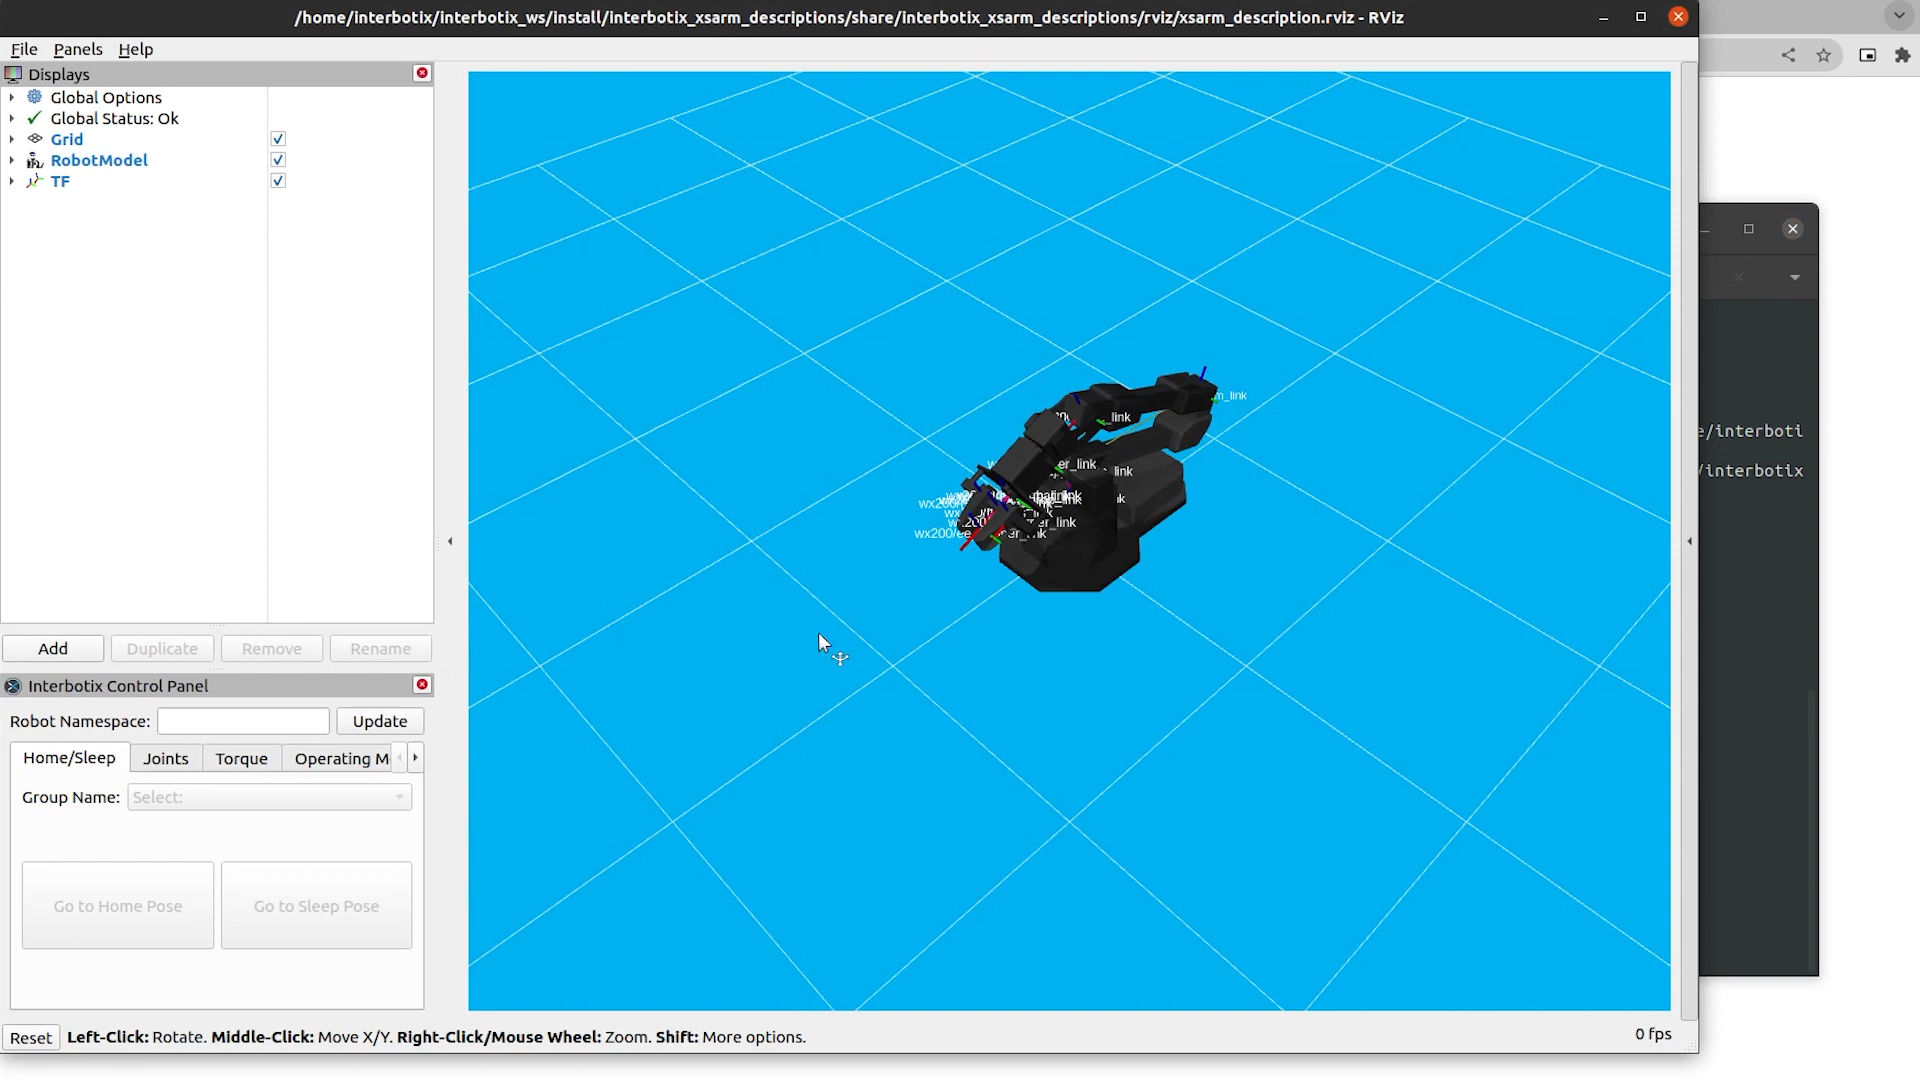 /home/interbotix/interbotix_ws/install/interbotix_xsarm_descriptions/share/interbotix_xsarm_descriptions/rviz/xsarm_description.rviz - RViz
File Panels Help
Displays
Global Options
Global Status: Ok
Grid
RobotModel
TF
m_link
_link
er_link
_link
wx200/ee
/interboti
/interbotix
Add Duplicate Remove Rename
Interbotix Control Panel
Robot Namespace: Update
Home/Sleep Joints Torque Operating M
Group Name: Select:
Go to Home Pose Go to Sleep Pose
Reset Left-Click: Rotate. Middle-Click: Move X/Y. Right-Click/Mouse Wheel: Zoom. Shift: More options. 0 fps